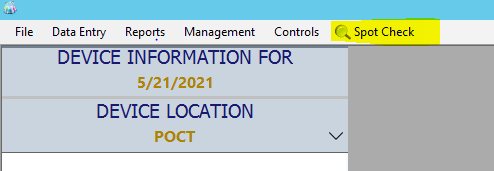 File Data Entry Reports Management Controls Spot Check
DEVICE INFORMATION FOR
5/21/2021
DEVICE LOCATION
POCT